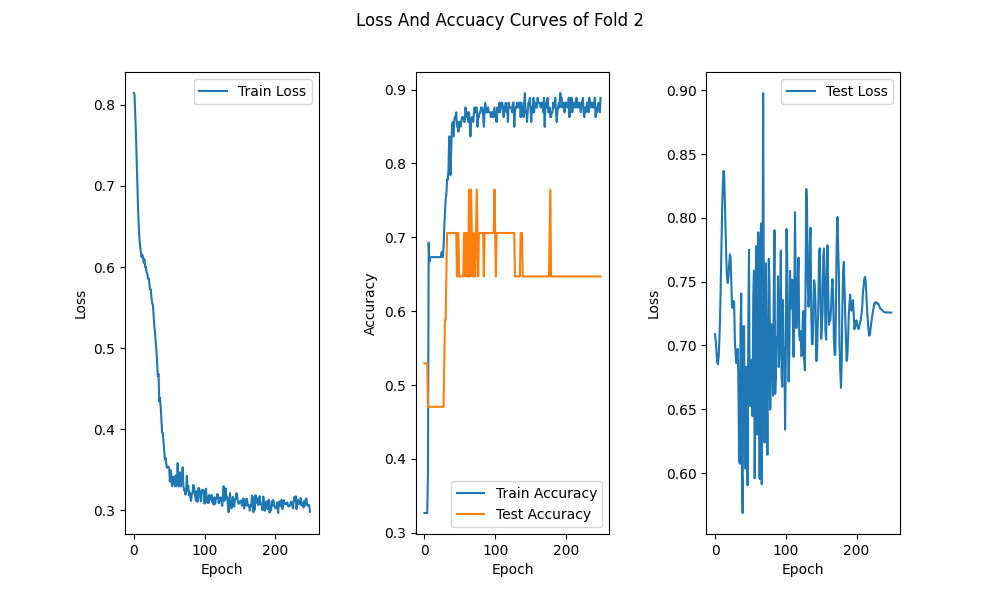 Loss And Accuacy Curves of Fold 2
Train Loss
0.8
0.7
0.6
0.5
0.4
0.3
Loss
0
100
200
Epoch
0.9
0.8
0.7
0.6
0.5
0.4
0.3
Accuracy
Train Accuracy
Test Accuracy
0
100
200
Epoch
Test Loss
0.90
0.85
0.80
0.75
0.70
0.65
0.60
Loss
0
100
200
Epoch